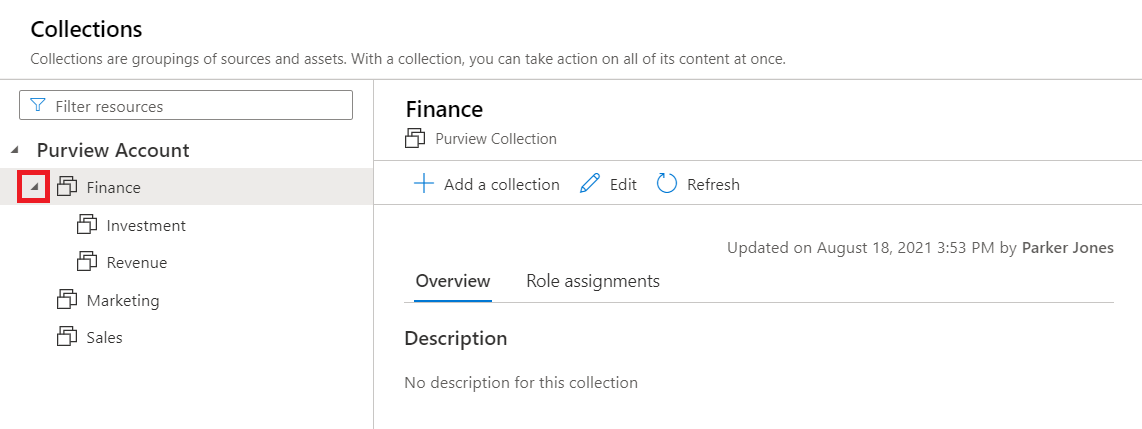 Collections
Collections are groupings of sources and assets. With a collection, you can take action on all of its content at once.
Filter resources
Purview Account
Finance
Investment
Revenue
Marketing
Sales
Finance
Purview Collection
Add a collection Edit Refresh
Updated on August 18, 2021 3:53 PM by Parker Jones
Overview Role assignments
Description
No description for this collection